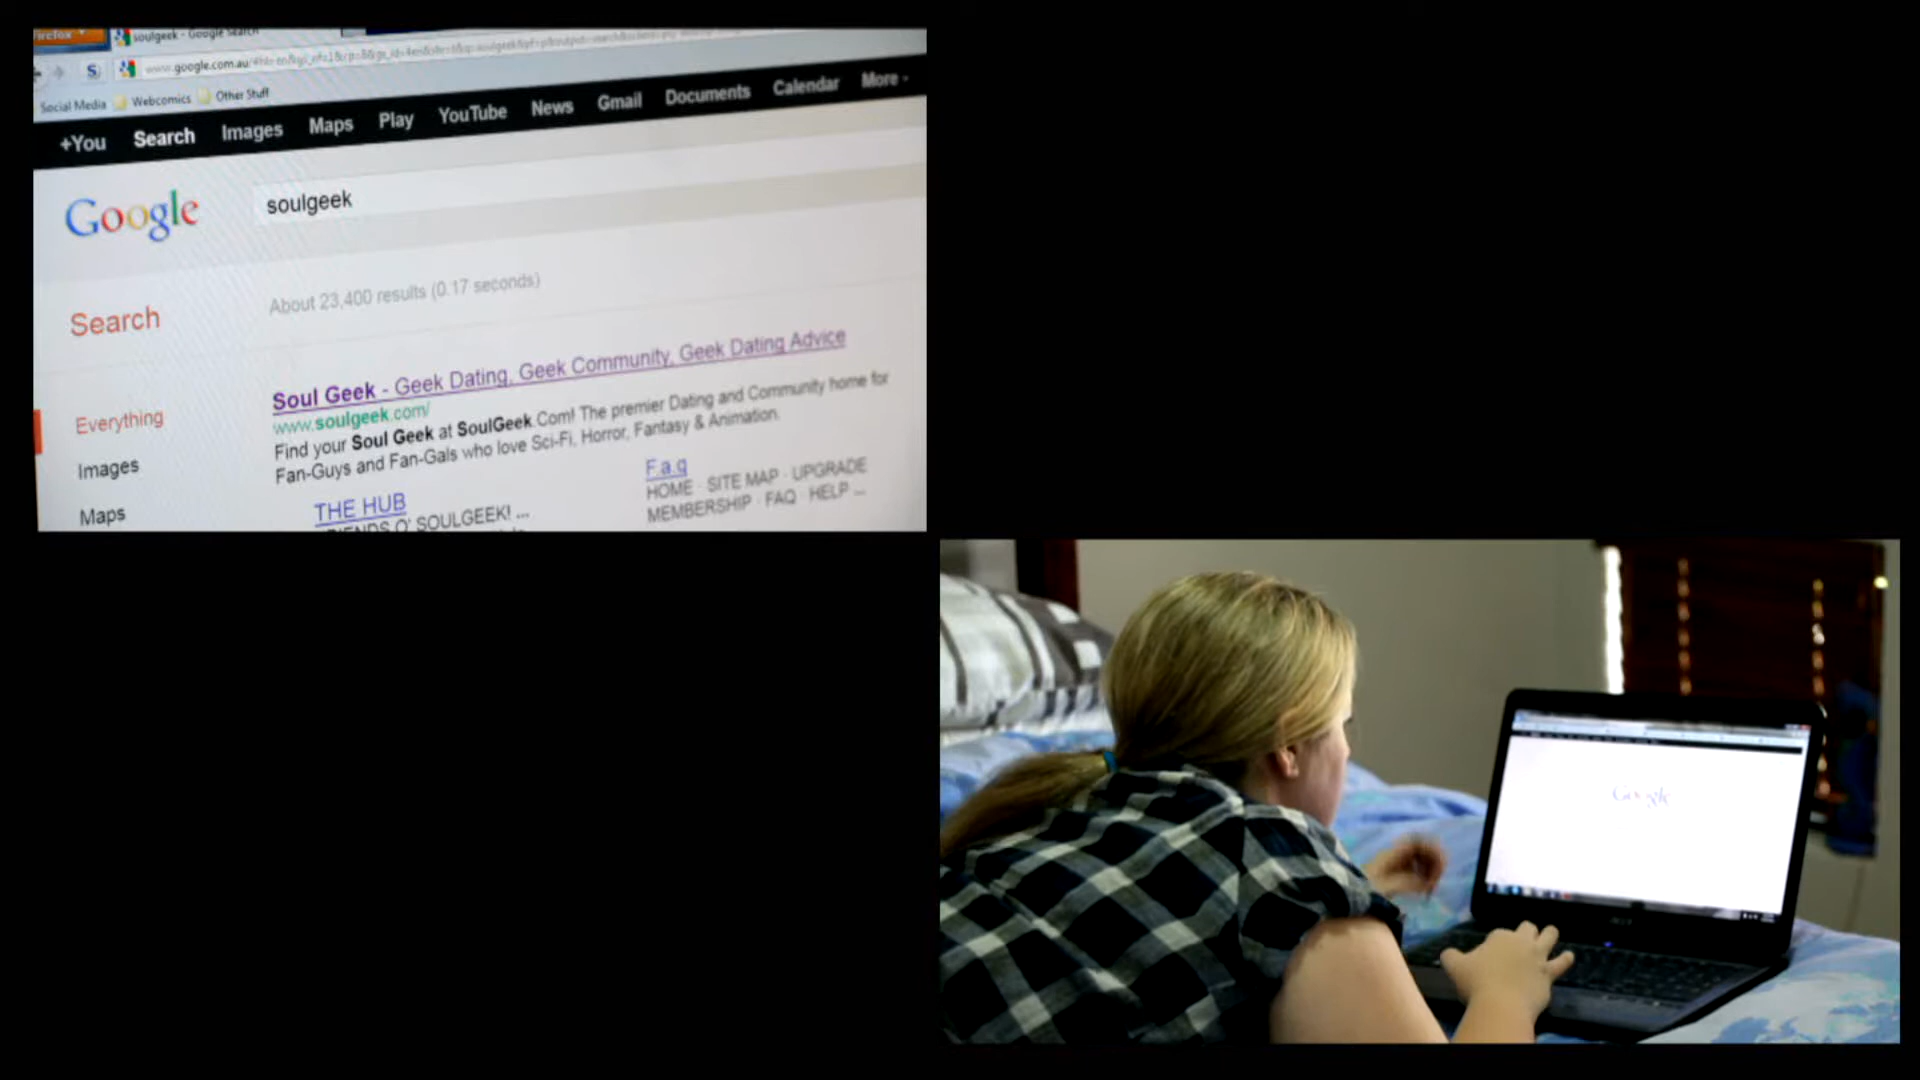 soulgeek - Google Search
www.google.com.au/
Social Media Webcomics Other Stuff
+You Search Images Maps Play YouTube News Gmail Documents Calendar More
Google soulgeek
About 23,400 results (0.17 seconds)
Search
Soul Geek - Geek Dating, Geek Community, Geek Dating Advice
www.soulgeek.com/
Find your Soul Geek at SoulGeek.Com! The premier Dating and Community home for
Fan-Guys and Fan-Gals who love Sci-Fi, Horror, Fantasy & Animation.
Everything
Images
Maps
THE HUB
O' SOULGEEK! ...
F.a.q
HOME · SITE MAP · UPGRADE
MEMBERSHIP · FAQ · HELP ...
Google